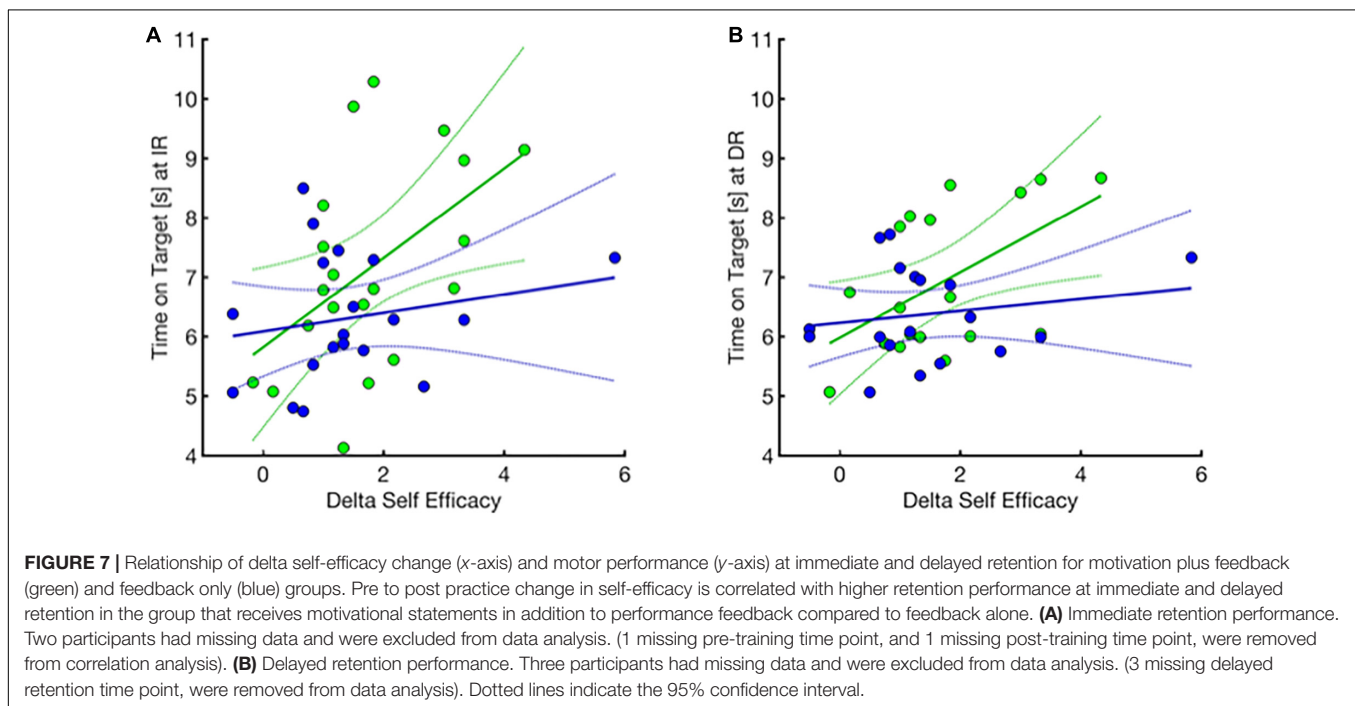 A
B
11
10
9
8
7
6
5
4
Time on Target [s] at IR
0
2
4
6
Delta Self Efficacy
11
10
9
8
7
6
5
4
Time on Target [s] at DR
0
2
4
6
Delta Self Efficacy
FIGURE 7 | Relationship of delta self-efficacy change (x-axis) and motor performance (y-axis) at immediate and delayed retention for motivation plus feedback
(green) and feedback only (blue) groups. Pre to post practice change in self-efficacy is correlated with higher retention performance at immediate and delayed
retention in the group that receives motivational statements in addition to performance feedback compared to feedback alone. (A) Immediate retention performance.
Two participants had missing data and were excluded from data analysis. (1 missing pre-training time point, and 1 missing post-training time point, were removed
from correlation analysis). (B) Delayed retention performance. Three participants had missing data and were excluded from data analysis. (3 missing delayed
retention time point, were removed from data analysis). Dotted lines indicate the 95% confidence interval.